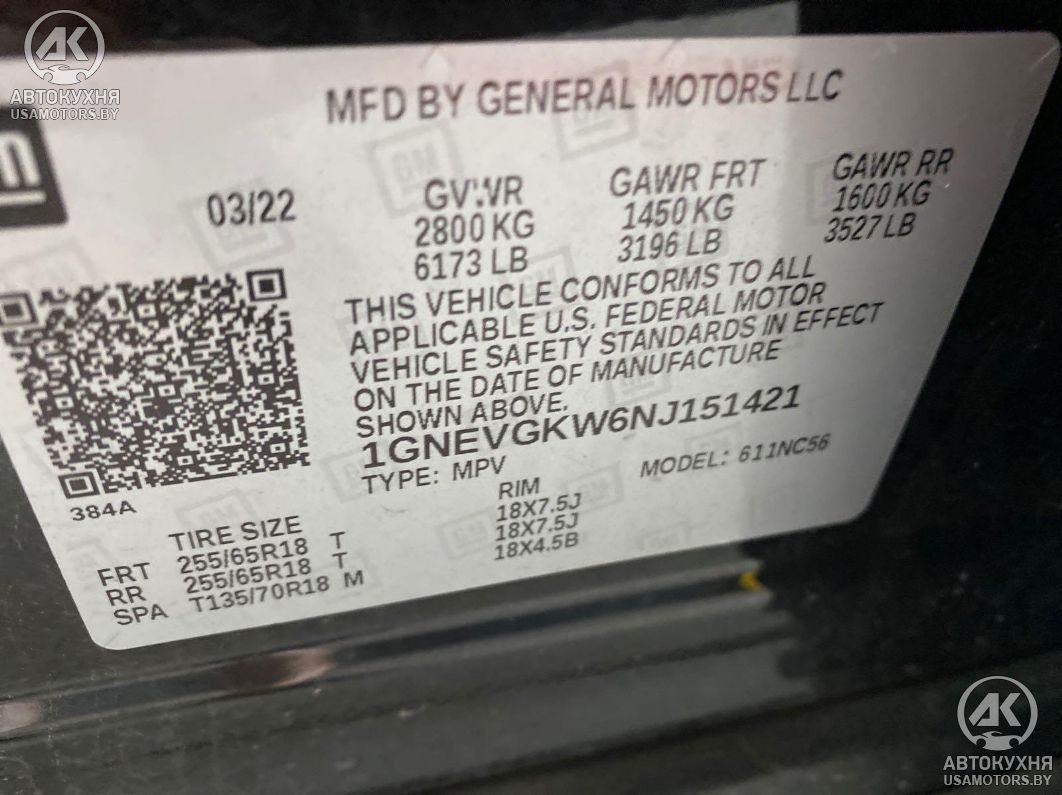 АВТОКУХНЯ
USAMOTORS.BY
MFD BY GENERAL MOTORS LLC
03/22
GVWR
2800 KG
6173 LB
GAWR FRT
1450 KG
3196 LB
GAWR RR
1600 KG
3527 LB
THIS VEHICLE CONFORMS TO ALL
APPLICABLE U.S. FEDERAL MOTOR
VEHICLE SAFETY STANDARDS IN EFFECT
ON THE DATE OF MANUFACTURE
SHOWN ABOVE.
1GNEVGKW6NJ151421
TYPE: MPV
MODEL: 611NC56
384A
TIRE SIZE
RIM
FRT 255/65R18 T 18X7.5J
RR 255/65R18 T 18X7.5J
SPA T135/70R18 M 18X4.5B
АВТОКУХНЯ
USAMOTORS.BY